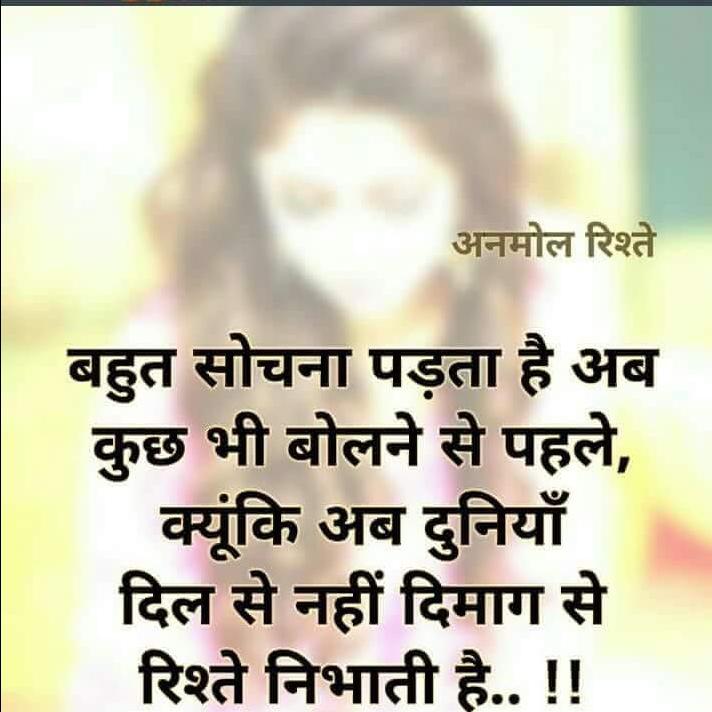 अनमोल रिश्ते
बहुत सोचना पड़ता है अब
कुछ भी बोलने से पहले,
क्यूंकि अब दुनियाँ
दिल से नहीं दिमाग से
रिश्ते निभाती है.. !!